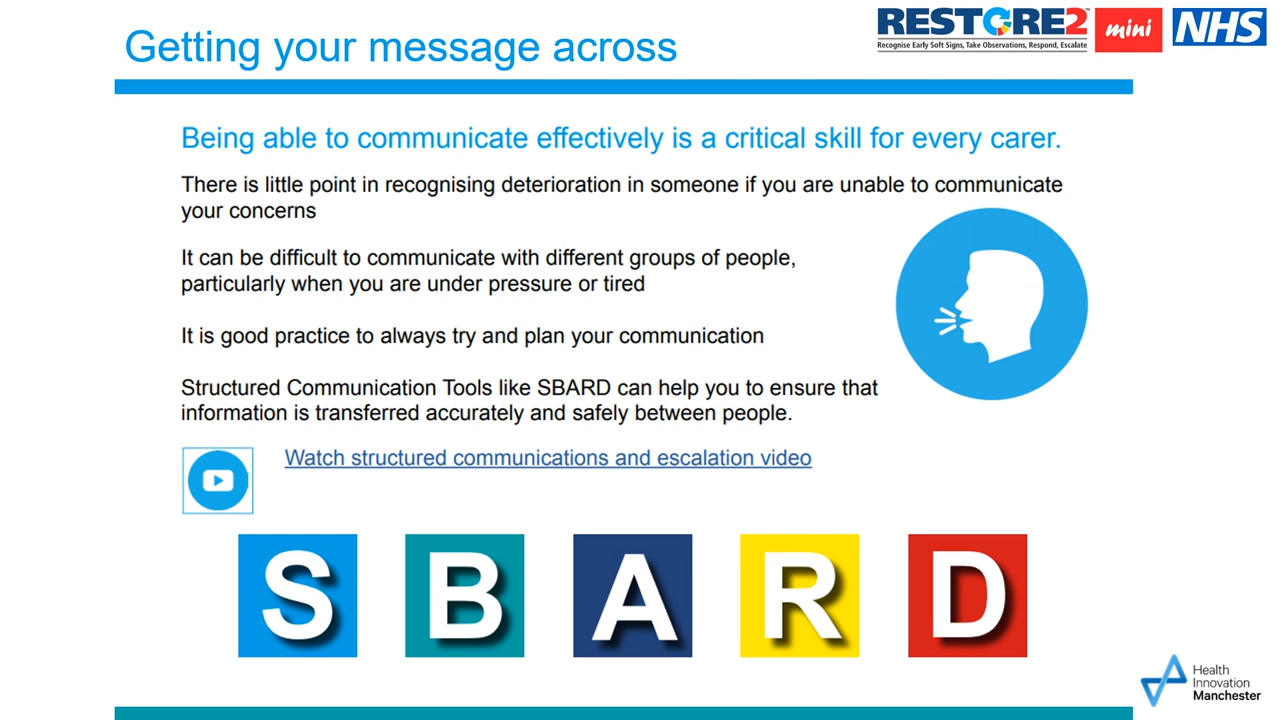 Getting your message across
RESTORE2™
Recognise Early Soft Signs, Take Observations, Respond, Escalate
mini
NHS
Being able to communicate effectively is a critical skill for every carer.
There is little point in recognising deterioration in someone if you are unable to communicate
your concerns
It can be difficult to communicate with different groups of people,
particularly when you are under pressure or tired
It is good practice to always try and plan your communication
Structured Communication Tools like SBARD can help you to ensure that
information is transferred accurately and safely between people.
Watch structured communications and escalation video
S B A R D
Health
Innovation
Manchester